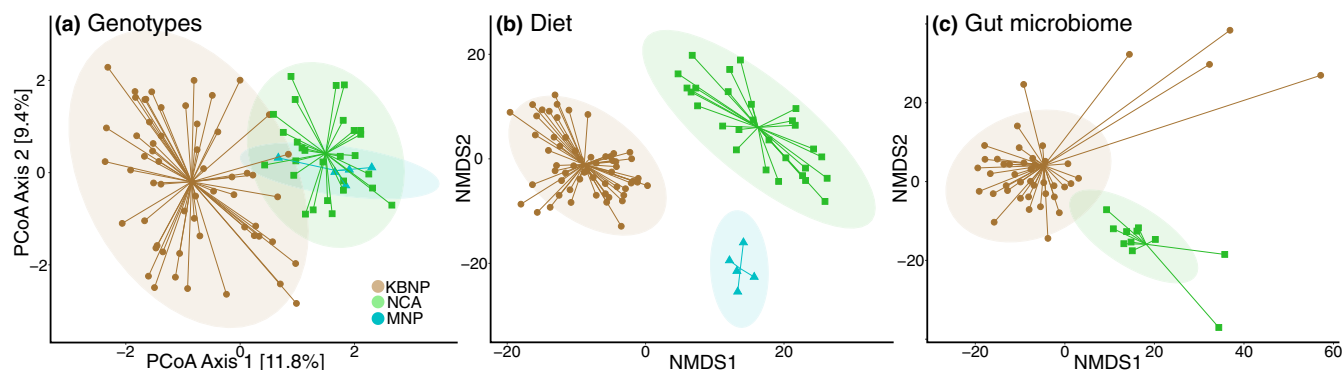 (a) Genotypes
PCoA Axis 2 [9.4%]
2
0
−2
−2
0
2
PCoA Axis 1 [11.8%]
KBNP
NCA
MNP
(b) Diet
NMDS2
20
0
−20
−20
0
20
NMDS1
(c) Gut microbiome
NMDS2
20
0
−20
−20
0
20
40
60
NMDS1